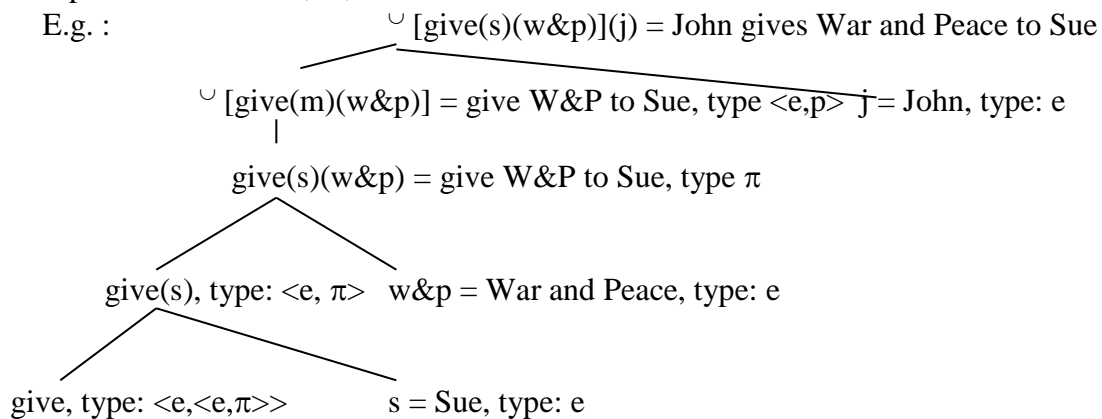 E.g. : ᴗ [give(s)(w&p)](j) = John gives War and Peace to Sue
ᴗ [give(m)(w&p)] = give W&P to Sue, type <e,p> j = John, type: e
give(s)(w&p) = give W&P to Sue, type π
give(s), type: <e, π> w&p = War and Peace, type: e
give, type: <e,<e,π>> s = Sue, type: e